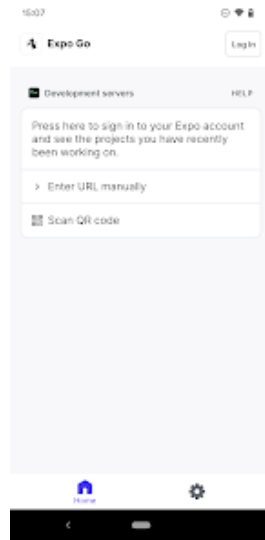 15:07
Expo Go
Log In
Development servers
HELP
Press here to sign in to your Expo account
and see the projects you have recently
been working on.
Enter URL manually
Scan QR code
Home